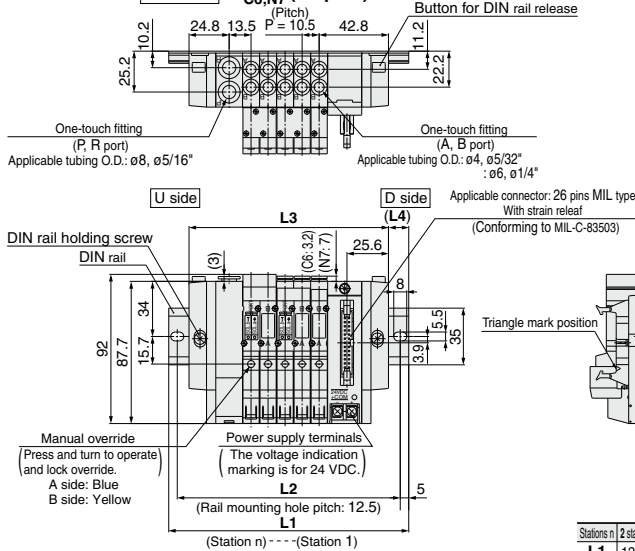 (Pitch)
24.8 13.5 P = 10.5 42.8
Button for DIN rail release
10.2
25.2
11.2
22.2
One-touch fitting
(P, R port)
Applicable tubing O.D.: ø8, ø5/16"
One-touch fitting
(A, B port)
Applicable tubing O.D.: ø4, ø5/32"
: ø6, ø1/4"
U side
D side
Applicable connector: 26 pins MIL type
With strain releaf
(Conforming to MIL-C-83503)
L3
(L4)
25.6
DIN rail holding screw
DIN rail
(3)
(C6: 3.2)
(N7: 7)
8
5.5
35
3.9
34
15.7
92
87.7
Triangle mark position
24VDC
+COM
Manual override
(Press and turn to operate
and lock override.)
A side: Blue
B side: Yellow
Power supply terminals
(The voltage indication
marking is for 24 VDC.)
L2
5
(Rail mounting hole pitch: 12.5)
L1
(Station n) ---- (Station 1)
Stations n